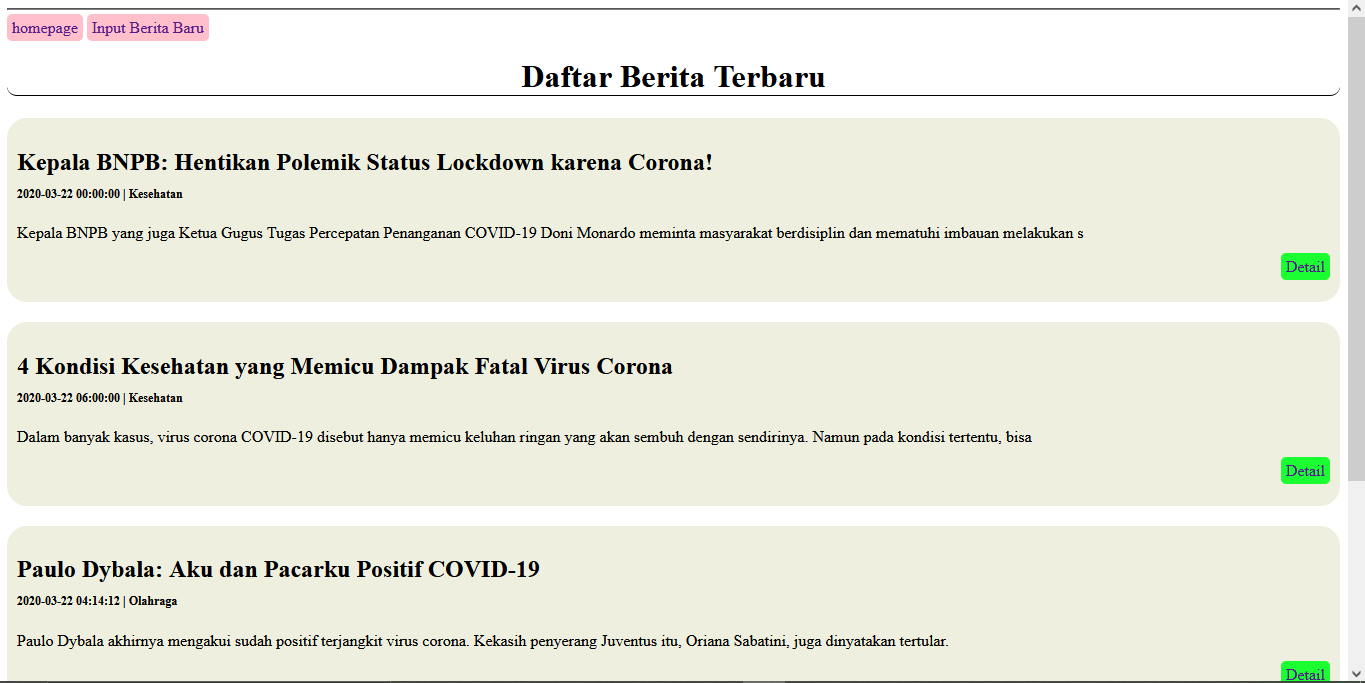 homepage Input Berita Baru
Daftar Berita Terbaru
Kepala BNPB: Hentikan Polemik Status Lockdown karena Corona!
2020-03-22 00:00:00 | Kesehatan
Kepala BNPB yang juga Ketua Gugus Tugas Percepatan Penanganan COVID-19 Doni Monardo meminta masyarakat berdisiplin dan mematuhi imbauan melakukan s
Detail
4 Kondisi Kesehatan yang Memicu Dampak Fatal Virus Corona
2020-03-22 06:00:00 | Kesehatan
Dalam banyak kasus, virus corona COVID-19 disebut hanya memicu keluhan ringan yang akan sembuh dengan sendirinya. Namun pada kondisi tertentu, bisa
Detail
Paulo Dybala: Aku dan Pacarku Positif COVID-19
2020-03-22 04:14:12 | Olahraga
Paulo Dybala akhirnya mengakui sudah positif terjangkit virus corona. Kekasih penyerang Juventus itu, Oriana Sabatini, juga dinyatakan tertular.
Detail